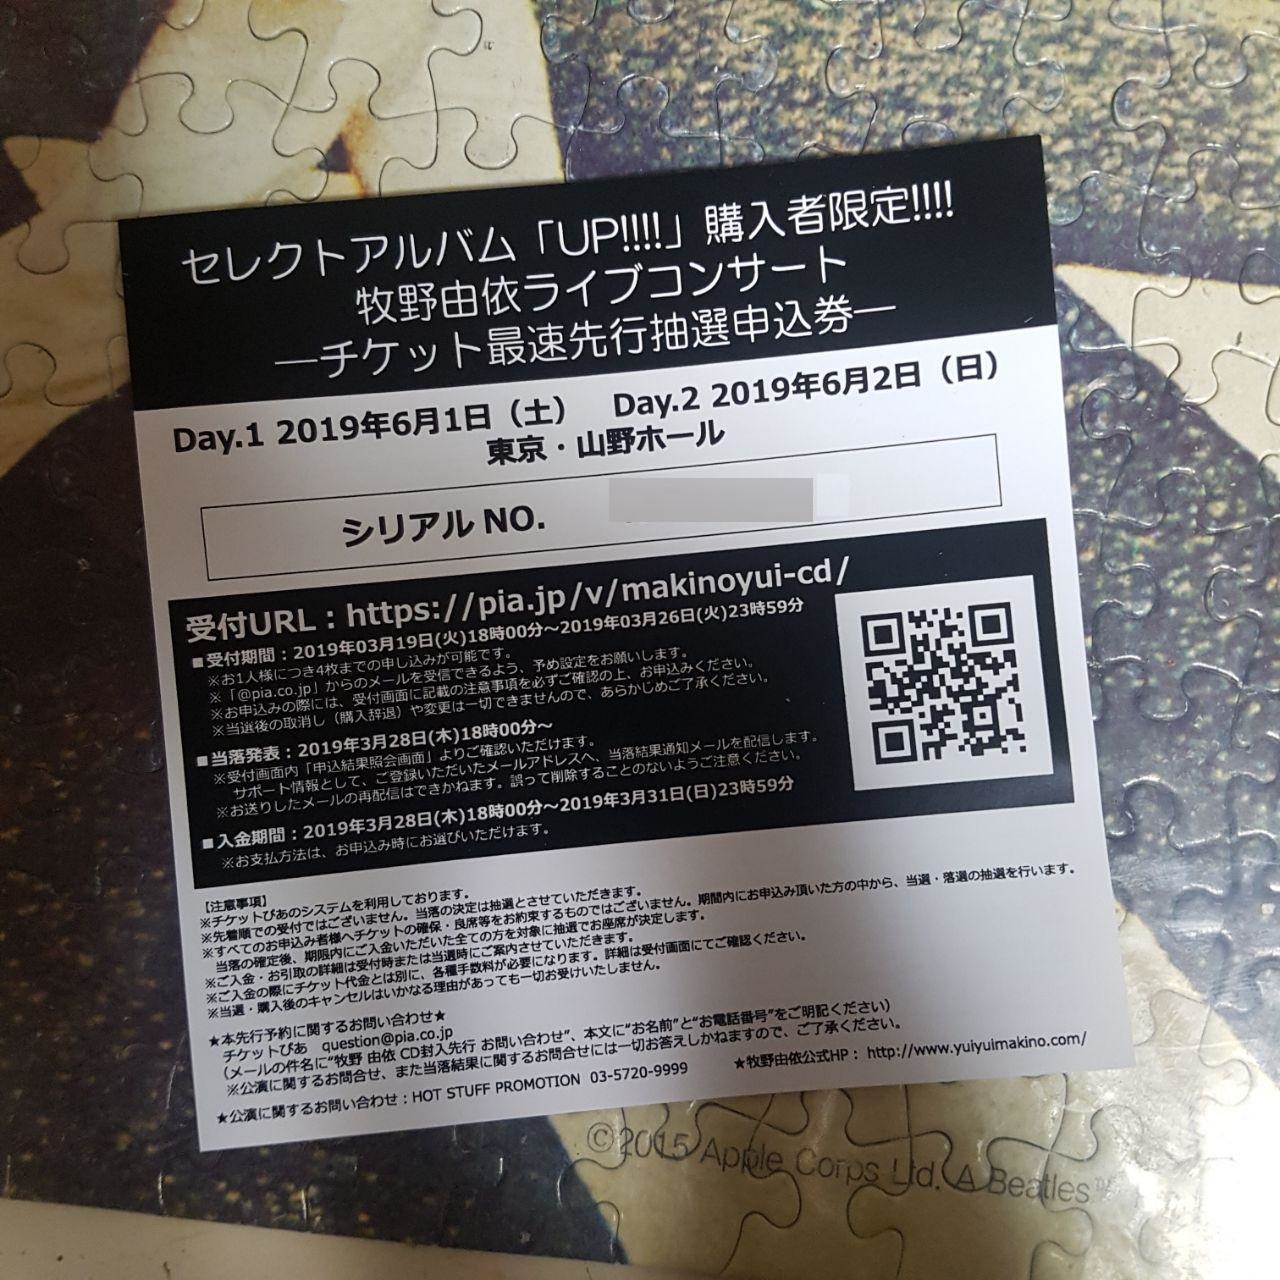 セレクトアルバム「UP!!!!」購入者限定!!!!
牧野由依ライブコンサート
―チケット最速先行抽選申込券―
Day.1 2019年6月1日（土）　Day.2 2019年6月2日（日）
東京・山野ホール
シリアルNO.
受付URL：https://pia.jp/v/makinoyui-cd/
■受付期間：2019年03月19日(火)18時00分～2019年03月26日(火)23時59分
※お1人様につき4枚までの申し込みが可能です。
※「@pia.co.jp」からのメールを受信できるよう、予め設定をお願いします。
※お申込みの際には、受付画面に記載の注意事項を必ずご確認の上、お申込みください。
※当選後の取消し（購入辞退）や変更は一切できませんので、あらかじめご了承ください。
■当落発表：2019年3月28日(木)18時00分～
※受付画面内「申込結果照会画面」よりご確認いただけます。
サポート情報として、ご登録いただいたメールアドレスへ、当落結果通知メールを配信します。
※お送りしたメールの再配信はできかねます。誤って削除することのないようご注意ください。
■入金期間：2019年3月28日(木)18時00分～2019年3月31日(日)23時59分
※お支払方法は、お申込み時にお選びいただけます。
【注意事項】
※チケットぴあのシステムを利用しております。
※先着順での受付ではございません。当落の決定は抽選とさせていただきます。
※すべてのお申込み者様へチケットの確保・良席等をお約束するものではございません。期間内にお申込み頂いた方の中から、当選・落選の抽選を行います。
当落の確定後、期限内にご入金いただいた全ての方を対象に抽選でお座席が決定します。
※ご入金・お引取の詳細は受付時または当選時にご案内させていただきます。
※ご入金の際にチケット代金とは別に、各種手数料が必要になります。詳細は受付画面にてご確認ください。
※当選・購入後のキャンセルはいかなる理由があっても一切お受けいたしません。
★本先行予約に関するお問い合わせ★
チケットぴあ　question@pia.co.jp
（メールの件名に“牧野 由依 CD封入先行 お問い合わせ”、本文に“お名前”と“お電話番号”をご明記ください）
※公演に関するお問合せ、また当落結果に関するお問合せには一切お答えしかねますので、ご了承ください。
★公演に関するお問い合わせ：HOT STUFF PROMOTION 03-5720-9999　★牧野由依公式HP：http://www.yuiyuimakino.com/
©2015 Apple Corps Ltd. A Beatles™